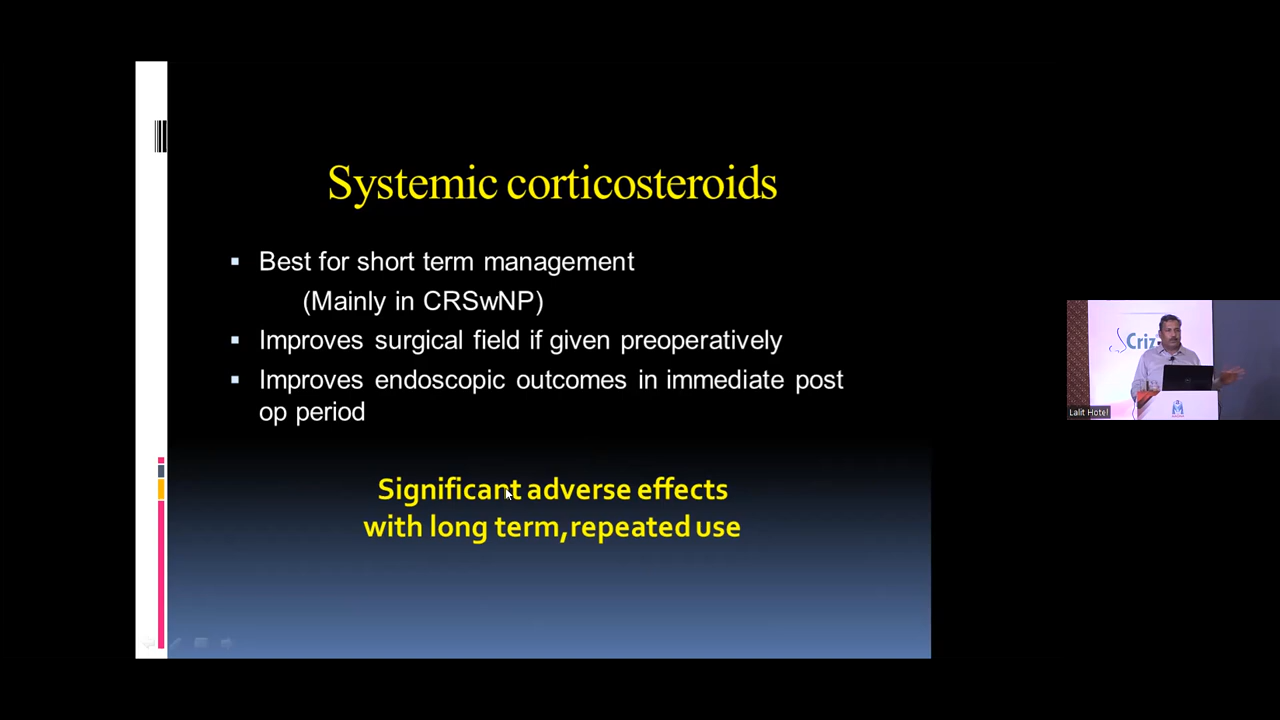 Systemic corticosteroids
Best for short term management
(Mainly in CRSwNP)
Improves surgical field if given preoperatively
Improves endoscopic outcomes in immediate post
op period
Significant adverse effects
with long term,repeated use
Criz
Lalit Hotel